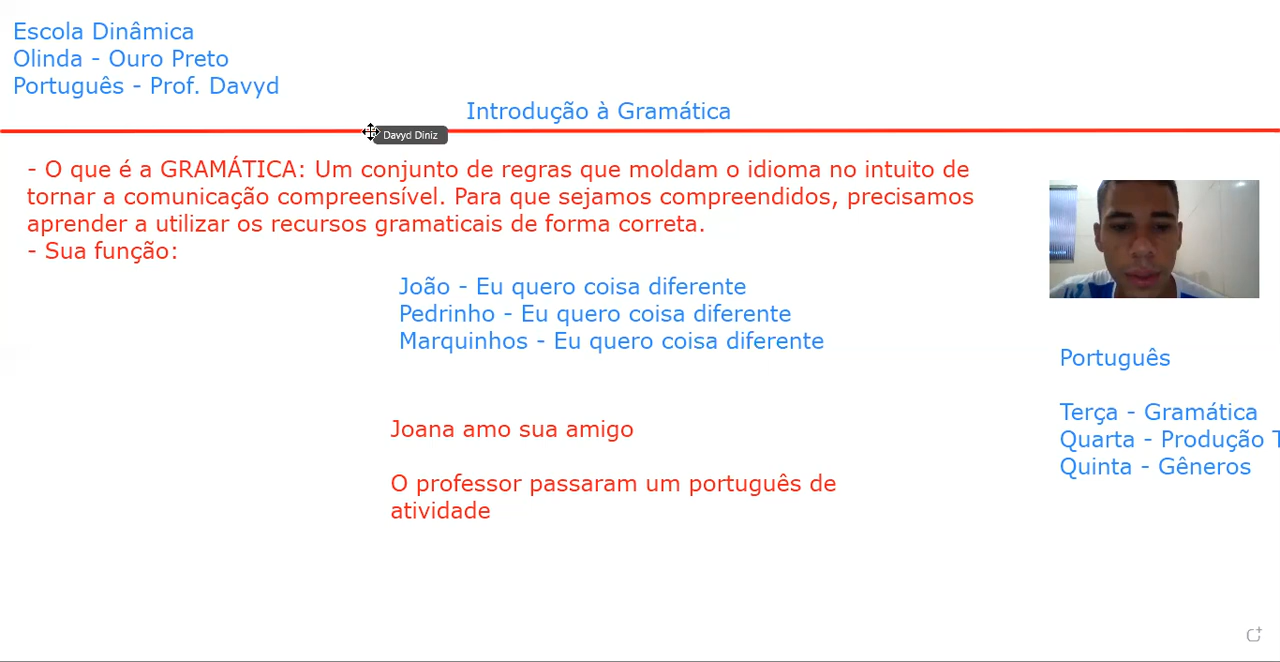 Escola Dinâmica
Olinda - Ouro Preto
Português - Prof. Davyd
Introdução à Gramática
Davyd Diniz
- O que é a GRAMÁTICA: Um conjunto de regras que moldam o idioma no intuito de
tornar a comunicação compreensível. Para que sejamos compreendidos, precisamos
aprender a utilizar os recursos gramaticais de forma correta.
- Sua função:
João - Eu quero coisa diferente
Pedrinho - Eu quero coisa diferente
Marquinhos - Eu quero coisa diferente
Joana amo sua amigo
O professor passaram um português de
atividade
Português
Terça - Gramática
Quarta - Produção
Quinta - Gêneros